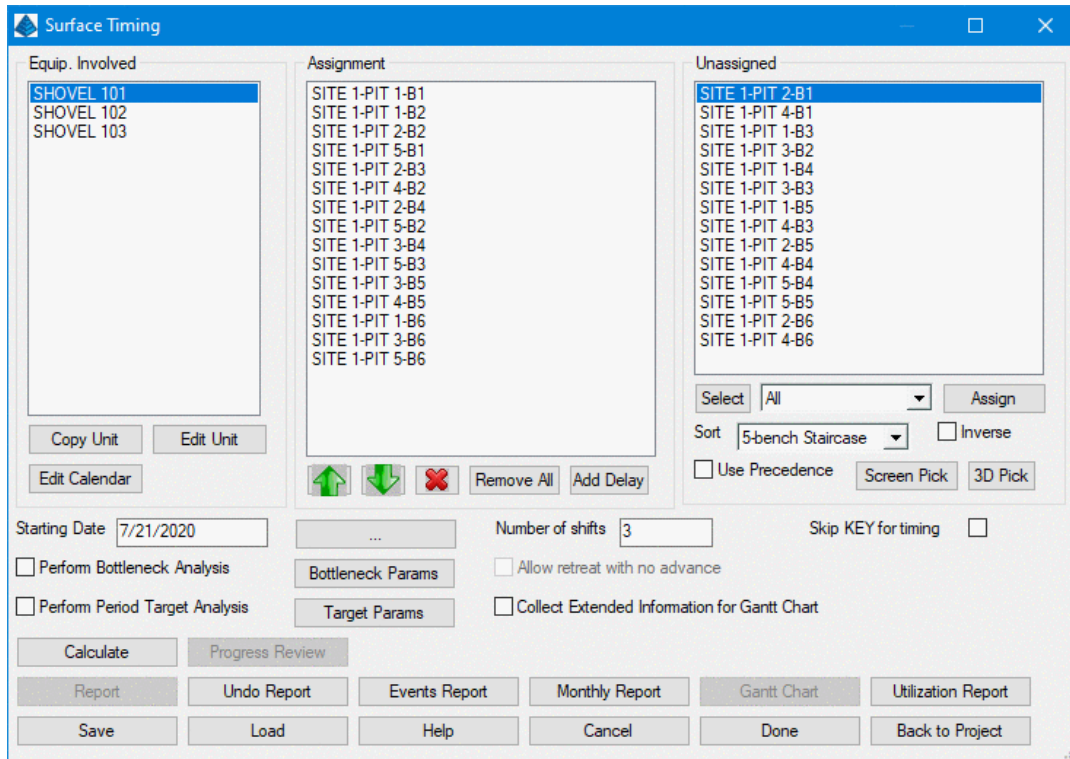 Surface Timing
Equip. Involved
SHOVEL 101
SHOVEL 102
SHOVEL 103
Copy Unit
Edit Unit
Edit Calendar
Assignment
SITE 1-PIT 1-B1
SITE 1-PIT 1-B2
SITE 1-PIT 2-B2
SITE 1-PIT 5-B1
SITE 1-PIT 2-B3
SITE 1-PIT 4-B2
SITE 1-PIT 2-B4
SITE 1-PIT 5-B2
SITE 1-PIT 3-B4
SITE 1-PIT 5-B3
SITE 1-PIT 3-B5
SITE 1-PIT 4-B5
SITE 1-PIT 1-B6
SITE 1-PIT 3-B6
SITE 1-PIT 5-B6
Remove All
Add Delay
Unassigned
SITE 1-PIT 2-B1
SITE 1-PIT 4-B1
SITE 1-PIT 1-B3
SITE 1-PIT 3-B2
SITE 1-PIT 1-B4
SITE 1-PIT 3-B3
SITE 1-PIT 1-B5
SITE 1-PIT 4-B3
SITE 1-PIT 2-B5
SITE 1-PIT 4-B4
SITE 1-PIT 5-B4
SITE 1-PIT 5-B5
SITE 1-PIT 2-B6
SITE 1-PIT 4-B6
Select
All
Assign
Sort
5-bench Staircase
Inverse
Use Precedence
Screen Pick
3D Pick
Starting Date
7/21/2020
...
Number of shifts
3
Skip KEY for timing
Perform Bottleneck Analysis
Bottleneck Params
Allow retreat with no advance
Perform Period Target Analysis
Target Params
Collect Extended Information for Gantt Chart
Calculate
Progress Review
Report
Undo Report
Events Report
Monthly Report
Gantt Chart
Utilization Report
Save
Load
Help
Cancel
Done
Back to Project